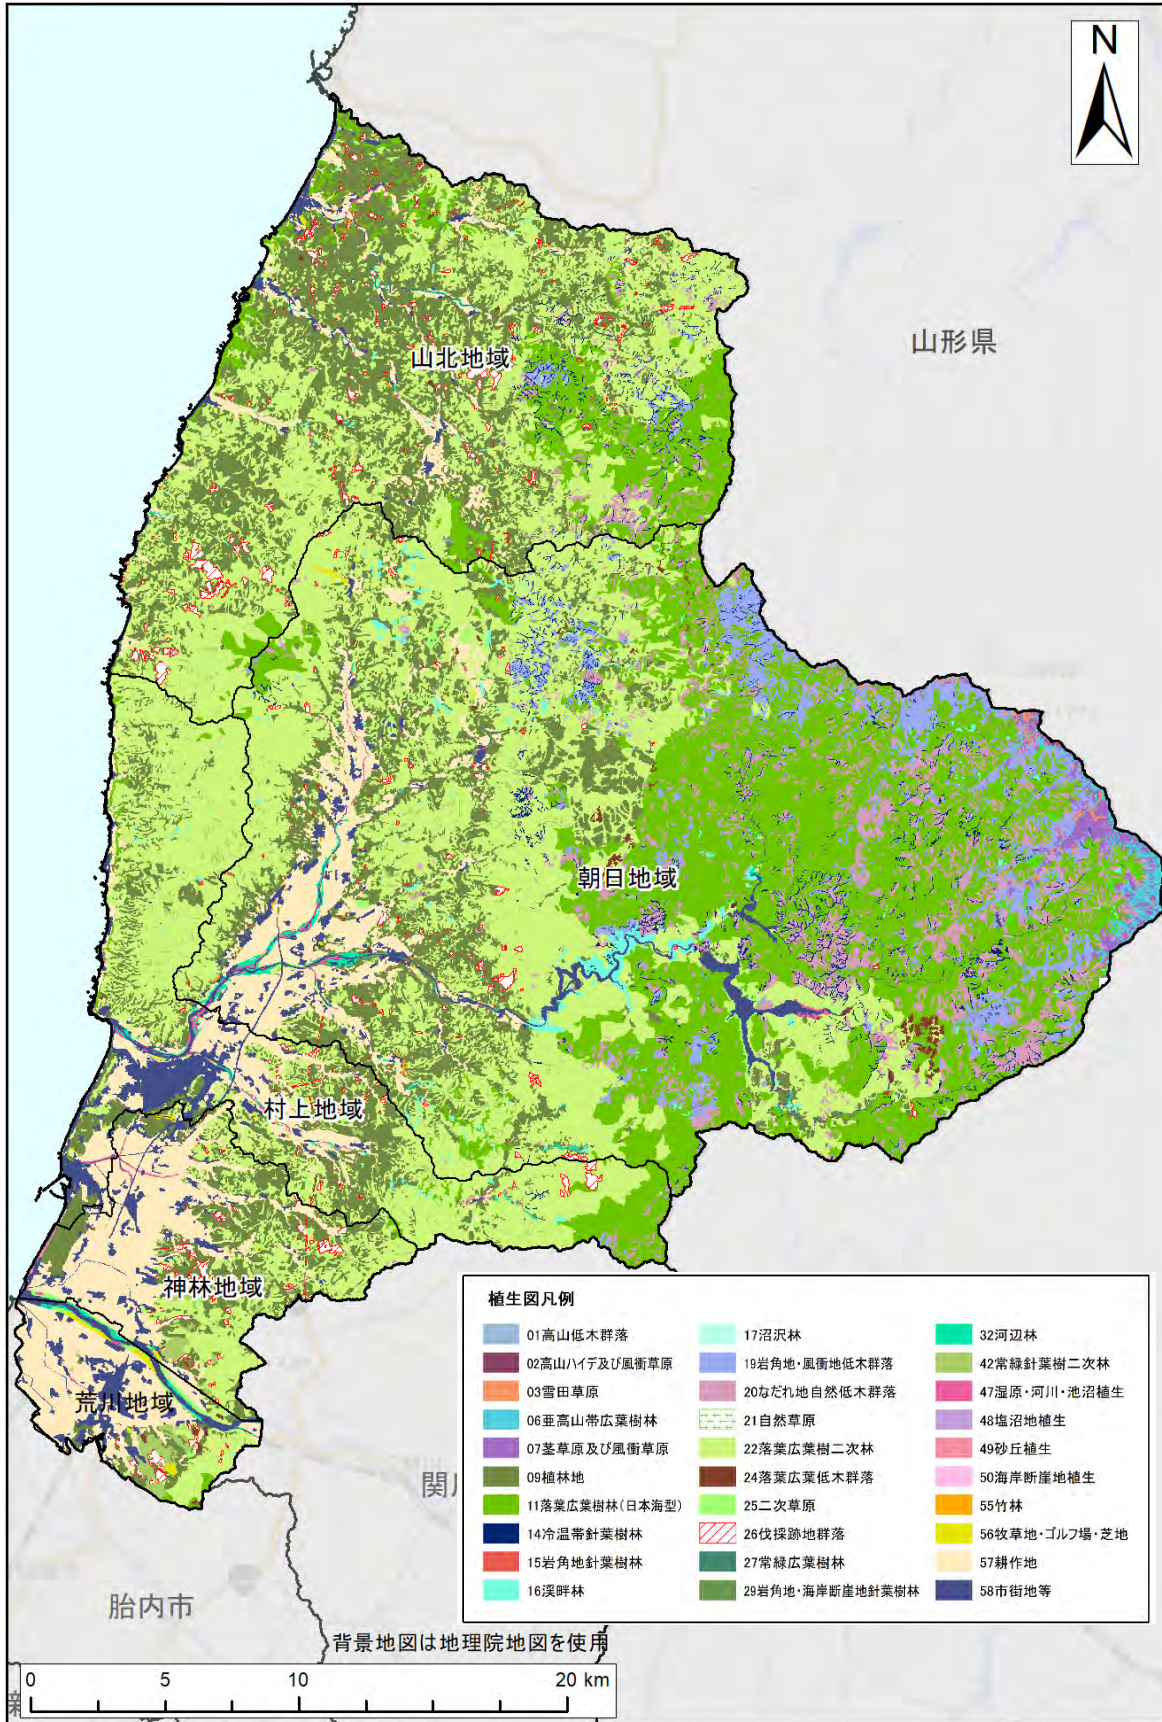 N
山形県
山北地域
朝日地域
村上地域
神林地域
荒川地域
関
胎内市
植生図凡例
01高山低木群落
02高山ハイデ及び風衝草原
03雪田草原
06亜高山帯広葉樹林
07茎草原及び風衝草原
09植林地
11落葉広葉樹林(日本海型)
14冷温帯針葉樹林
15岩角地針葉樹林
16渓畔林
17沼沢林
19岩角地・風衝地低木群落
20なだれ地自然低木群落
21自然草原
22落葉広葉樹二次林
24落葉広葉低木群落
25二次草原
26伐採跡地群落
27常緑広葉樹林
29岩角地・海岸断崖地針葉樹林
32河辺林
42常緑針葉樹二次林
47湿原・河川・池沼植生
48塩沼地植生
49砂丘植生
50海岸断崖地植生
55竹林
56牧草地・ゴルフ場・芝地
57耕作地
58市街地等
背景地図は地理院地図を使用
0 5 10 20 km